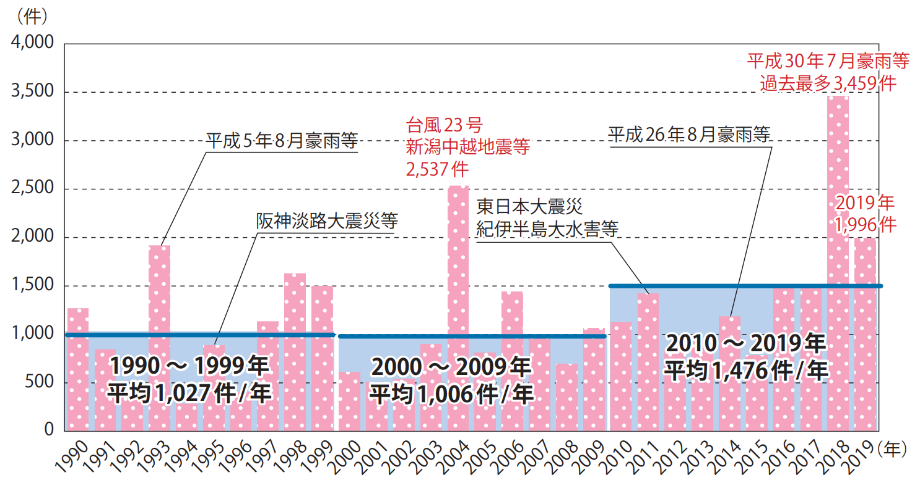 （件）
4,000
3,500
3,000
2,500
2,000
1,500
1,000
500
0
平成5年8月豪雨等
阪神淡路大震災等
台風23号
新潟中越地震等
2,537件
東日本大震災
紀伊半島大水害等
平成26年8月豪雨等
平成30年7月豪雨等
過去最多3,459件
2019年
1,996件
1990 ～ 1999年
平均1,027件/年
2000 ～ 2009年
平均1,006件/年
2010 ～ 2019年
平均1,476件/年
1990 1991 1992 1993 1994 1995 1996 1997 1998 1999 2000 2001 2002 2003 2004 2005 2006 2007 2008 2009 2010 2011 2012 2013 2014 2015 2016 2017 2018 2019（年）